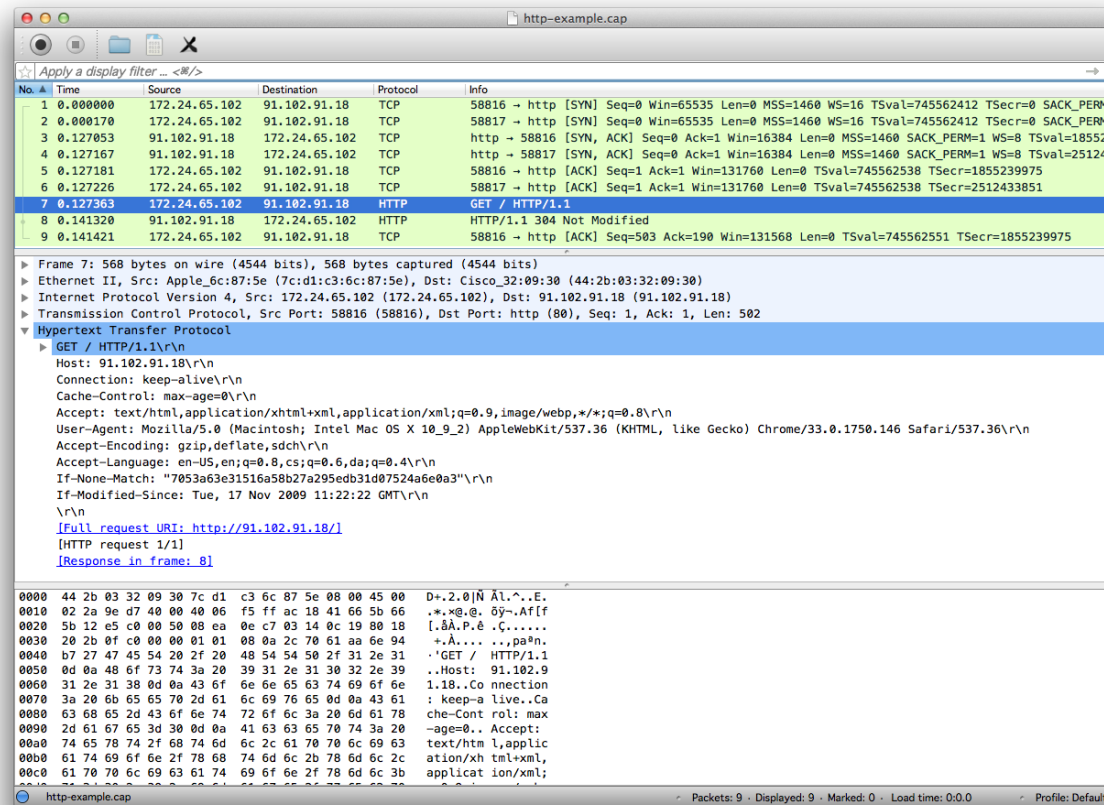 http-example.cap
Apply a display filter ... <⌘/>
No. Time Source Destination Protocol Info
1 0.000000 172.24.65.102 91.102.91.18 TCP 58816 → http [SYN] Seq=0 Win=65535 Len=0 MSS=1460 WS=16 TSval=745562412 TSecr=0 SACK_PERM
2 0.000170 172.24.65.102 91.102.91.18 TCP 58817 → http [SYN] Seq=0 Win=65535 Len=0 MSS=1460 WS=16 TSval=745562412 TSecr=0 SACK_PERM
3 0.127053 91.102.91.18 172.24.65.102 TCP http → 58816 [SYN, ACK] Seq=0 Ack=1 Win=16384 Len=0 MSS=1460 SACK_PERM=1 WS=8 TSval=18552
4 0.127167 91.102.91.18 172.24.65.102 TCP http → 58817 [SYN, ACK] Seq=0 Ack=1 Win=16384 Len=0 MSS=1460 SACK_PERM=1 WS=8 TSval=25124
5 0.127181 172.24.65.102 91.102.91.18 TCP 58816 → http [ACK] Seq=1 Ack=1 Win=131760 Len=0 TSval=745562538 TSecr=1855239975
6 0.127226 172.24.65.102 91.102.91.18 TCP 58817 → http [ACK] Seq=1 Ack=1 Win=131760 Len=0 TSval=745562538 TSecr=2512433851
7 0.127363 172.24.65.102 91.102.91.18 HTTP GET / HTTP/1.1
8 0.141320 91.102.91.18 172.24.65.102 HTTP HTTP/1.1 304 Not Modified
9 0.141421 172.24.65.102 91.102.91.18 TCP 58816 → http [ACK] Seq=503 Ack=190 Win=131568 Len=0 TSval=745562551 TSecr=1855239975
Frame 7: 568 bytes on wire (4544 bits), 568 bytes captured (4544 bits)
Ethernet II, Src: Apple_6c:87:5e (7c:d1:c3:6c:87:5e), Dst: Cisco_32:09:30 (44:2b:03:32:09:30)
Internet Protocol Version 4, Src: 172.24.65.102 (172.24.65.102), Dst: 91.102.91.18 (91.102.91.18)
Transmission Control Protocol, Src Port: 58816 (58816), Dst Port: http (80), Seq: 1, Ack: 1, Len: 502
Hypertext Transfer Protocol
GET / HTTP/1.1\r\n
Host: 91.102.91.18\r\n
Connection: keep-alive\r\n
Cache-Control: max-age=0\r\n
Accept: text/html,application/xhtml+xml,application/xml;q=0.9,image/webp,*/*;q=0.8\r\n
User-Agent: Mozilla/5.0 (Macintosh; Intel Mac OS X 10_9_2) AppleWebKit/537.36 (KHTML, like Gecko) Chrome/33.0.1750.146 Safari/537.36\r\n
Accept-Encoding: gzip,deflate,sdch\r\n
Accept-Language: en-US,en;q=0.8,cs;q=0.6,da;q=0.4\r\n
If-None-Match: "7053a63e31516a58b27a295edb31d07524a6e0a3"\r\n
If-Modified-Since: Tue, 17 Nov 2009 11:22:22 GMT\r\n
\r\n
[Full request URI: http://91.102.91.18/]
[HTTP request 1/1]
[Response in frame: 8]
0000 44 2b 03 32 09 30 7c d1 c3 6c 87 5e 08 00 45 00 D+.2.0|Ñ Ãl.^..E.
0010 02 2a 9e d7 40 00 40 06 f5 ff ac 18 41 66 5b 66 .*.×@.@. õÿ¬.Af[f
0020 5b 12 e5 c0 00 50 08 ea 0e c7 03 14 0c 19 80 18 [.åÀ.P.ê .Ç......
0030 20 2b 0f c0 00 00 01 01 08 0a 2c 70 61 aa 6e 94 +.À.... ..,paªn.
0040 b7 27 47 45 54 20 2f 20 48 54 54 50 2f 31 2e 31 ·'GET / HTTP/1.1
0050 0d 0a 48 6f 73 74 3a 20 39 31 2e 31 30 32 2e 39 ..Host: 91.102.9
0060 31 2e 31 38 0d 0a 43 6f 6e 6e 65 63 74 69 6f 6e 1.18..Co nnection
0070 3a 20 6b 65 65 70 2d 61 6c 69 76 65 0d 0a 43 61 : keep-a live..Ca
0080 63 68 65 2d 43 6f 6e 74 72 6f 6c 3a 20 6d 61 78 che-Cont rol: max
0090 2d 61 67 65 3d 30 0d 0a 41 63 63 65 70 74 3a 20 -age=0.. Accept:
00a0 74 65 78 74 2f 68 74 6d 6c 2c 61 70 70 6c 69 63 text/htm l,applic
00b0 61 74 69 6f 6e 2f 78 68 74 6d 6c 2b 78 6d 6c 2c ation/xh tml+xml,
00c0 61 70 70 6c 69 63 61 74 69 6f 6e 2f 78 6d 6c 3b applicat ion/xml;
http-example.cap Packets: 9 · Displayed: 9 · Marked: 0 · Load time: 0:0.0 Profile: Default